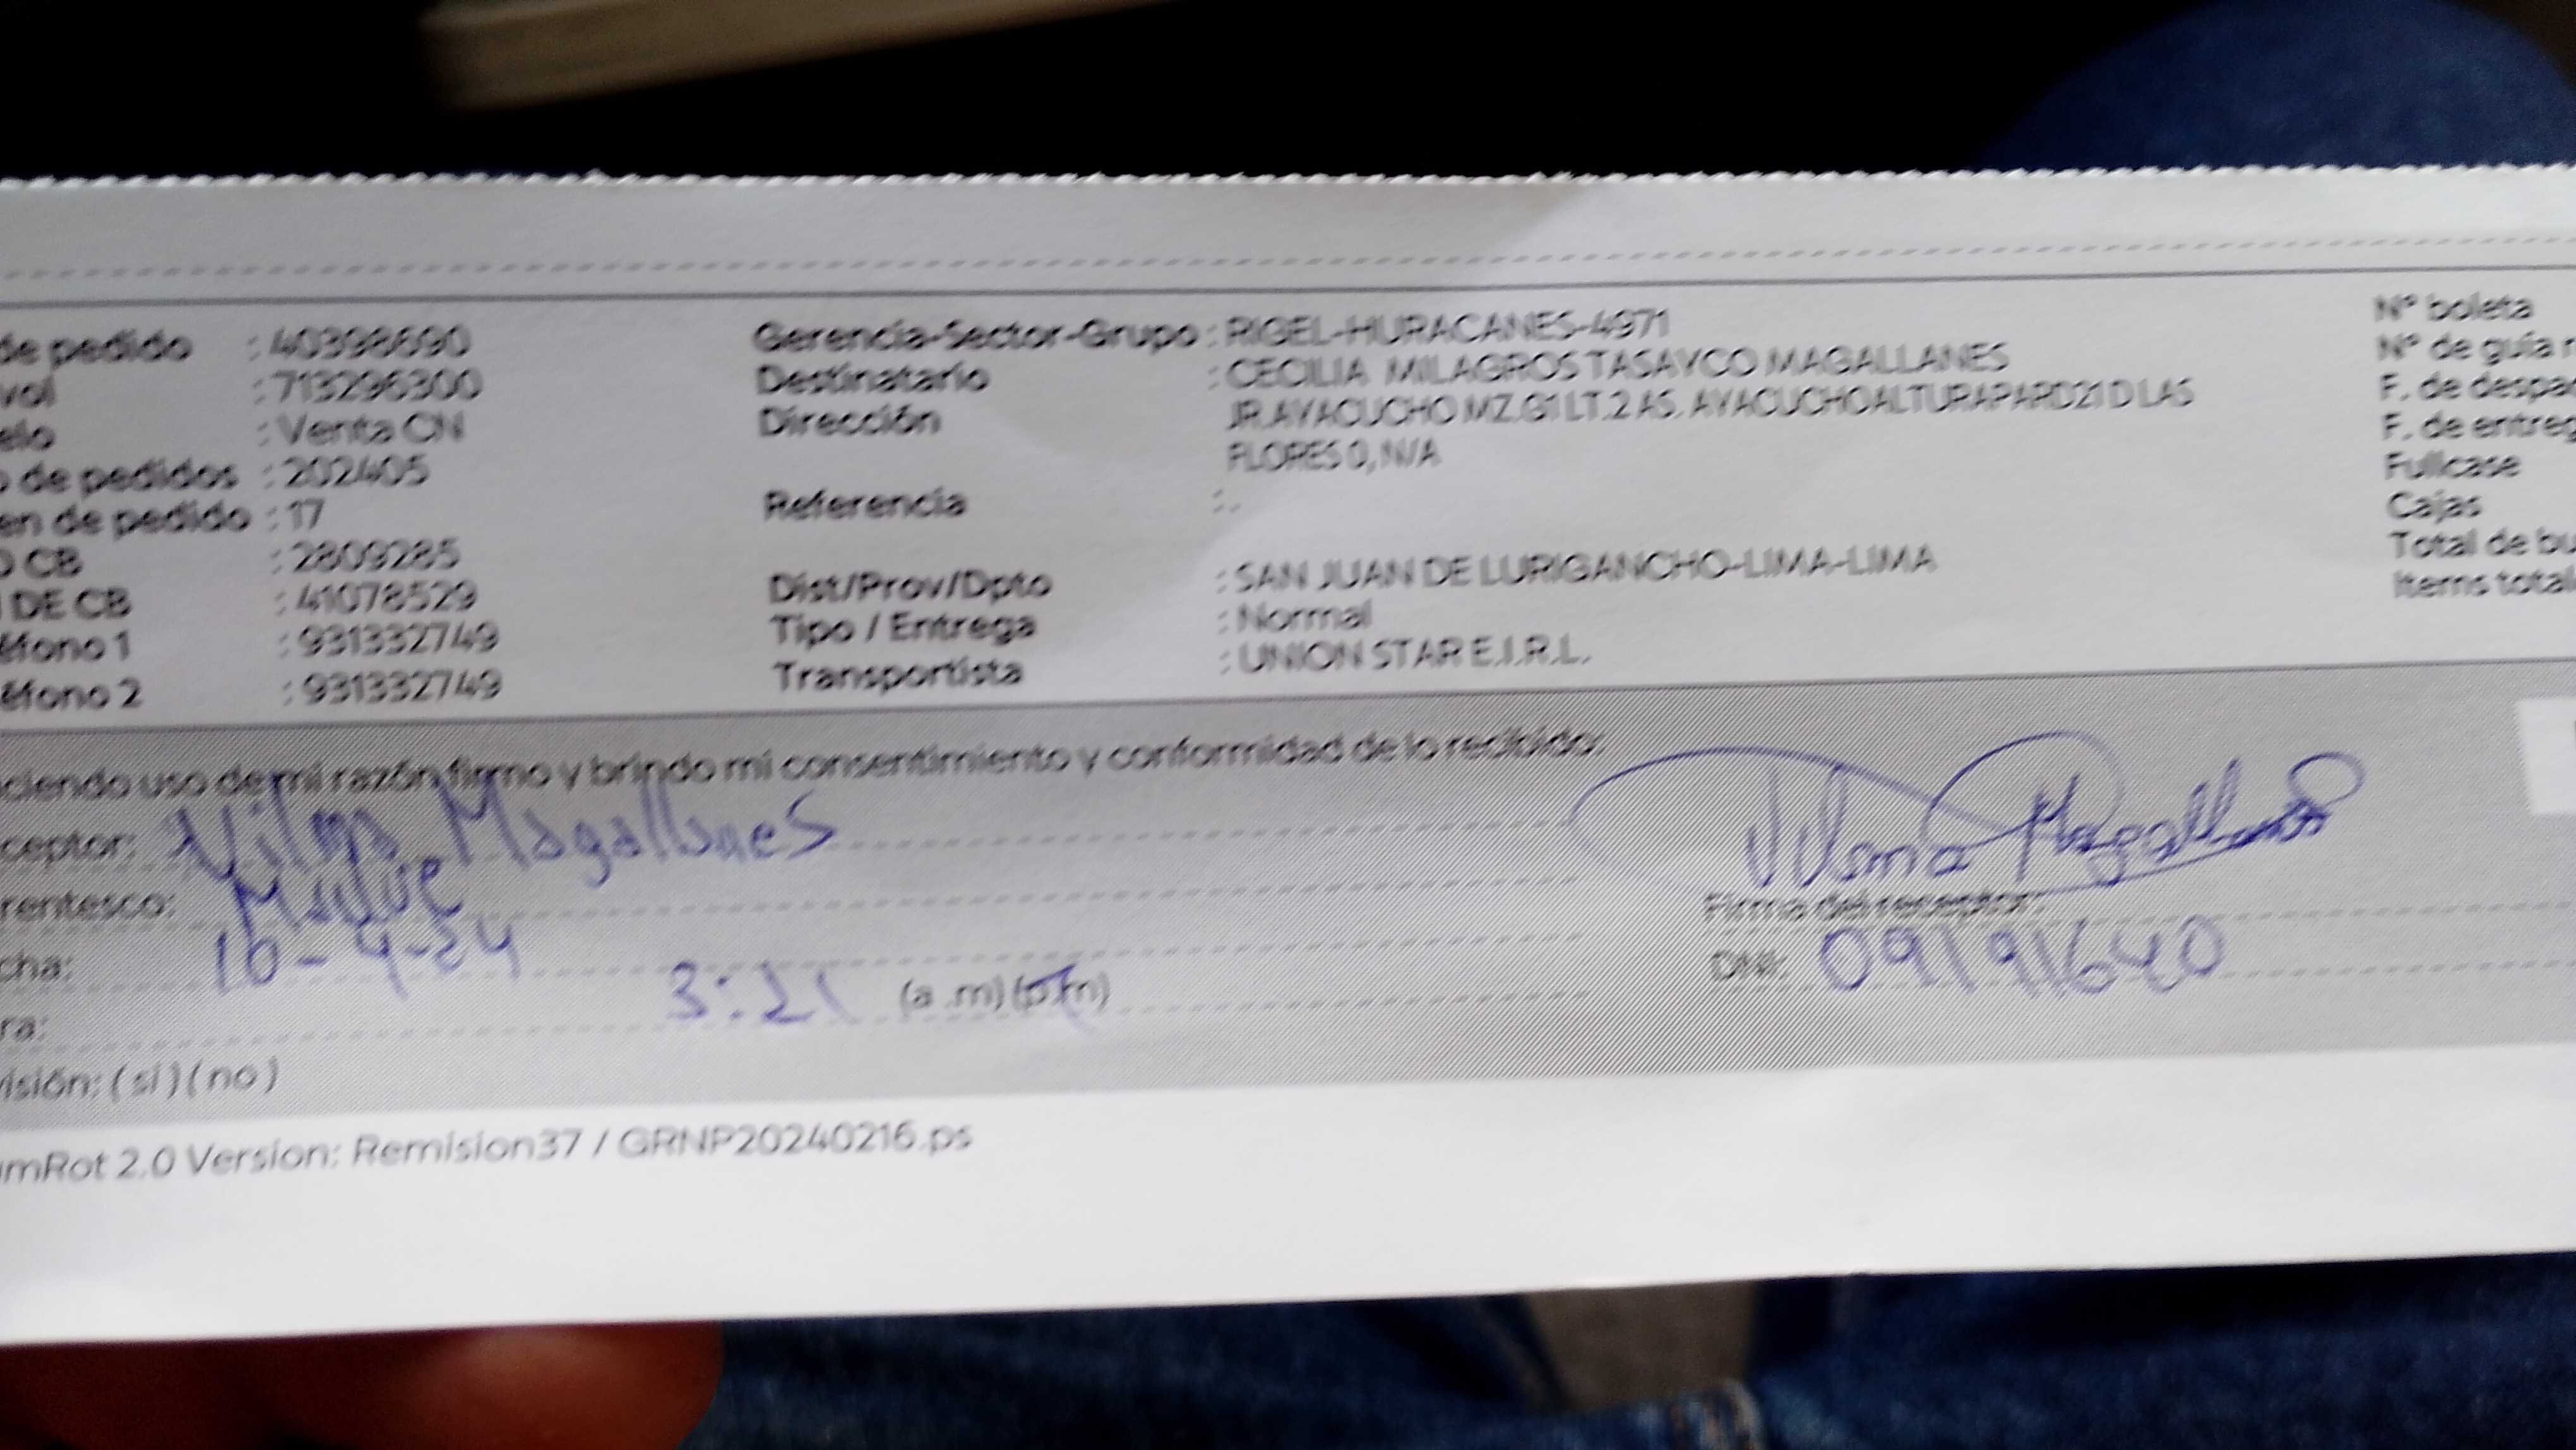 de pedido : 40398690
vol : 713296300
elo : Venta CN
o de pedidos : 202405
en de pedido : 17
O CB : 2809285
I DE CB : 41078529
éfono 1 : 931332749
éfono 2 : 931332749
Gerencia-Sector-Grupo : RIGEL-HURACANES-4971
Destinatario : CECILIA MILAGROS TASAYCO MAGALLANES
Dirección JR.AYACUCHO MZ.G1 LT.2 AS. AYACUCHOALTURAPARD21 D LAS
FLORES 0, N/A
Referencia : .
Dist/Prov/Dpto : SAN JUAN DE LURIGANCHO-LIMA-LIMA
Tipo / Entrega : Normal
Transportista : UNION STAR E.I.R.L.
N° boleta
N° de guía r
F. de despa
F. de entreg
Fullcase
Cajas
Total de bu
Items total
ciendo uso de mi razón firmo y brindo mi consentimiento y conformidad de lo recibido:
ceptor: Vilma Magallanes
rentesco: Madre
cha: 10-4-24
ra: 3:21 (a .m) (p.m)
visión: ( si ) ( no )
Vilma Magallanes
Firma del receptor:
DNI: 09191640
mRot 2.0 Version: Remision37 / GRNP20240216.ps